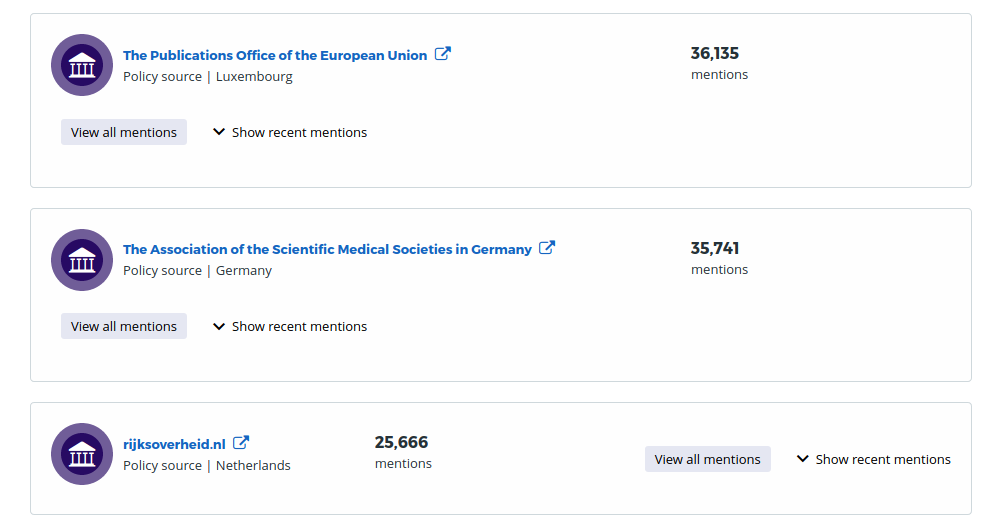 The Publications Office of the European Union
36,135
Policy source | Luxembourg
mentions
View all mentions
Show recent mentions
The Association of the Scientific Medical Societies in Germany
35,741
Policy source | Germany
mentions
View all mentions
Show recent mentions
rijksoverheid.nl
25,666
Policy source | Netherlands
mentions
View all mentions
Show recent mentions